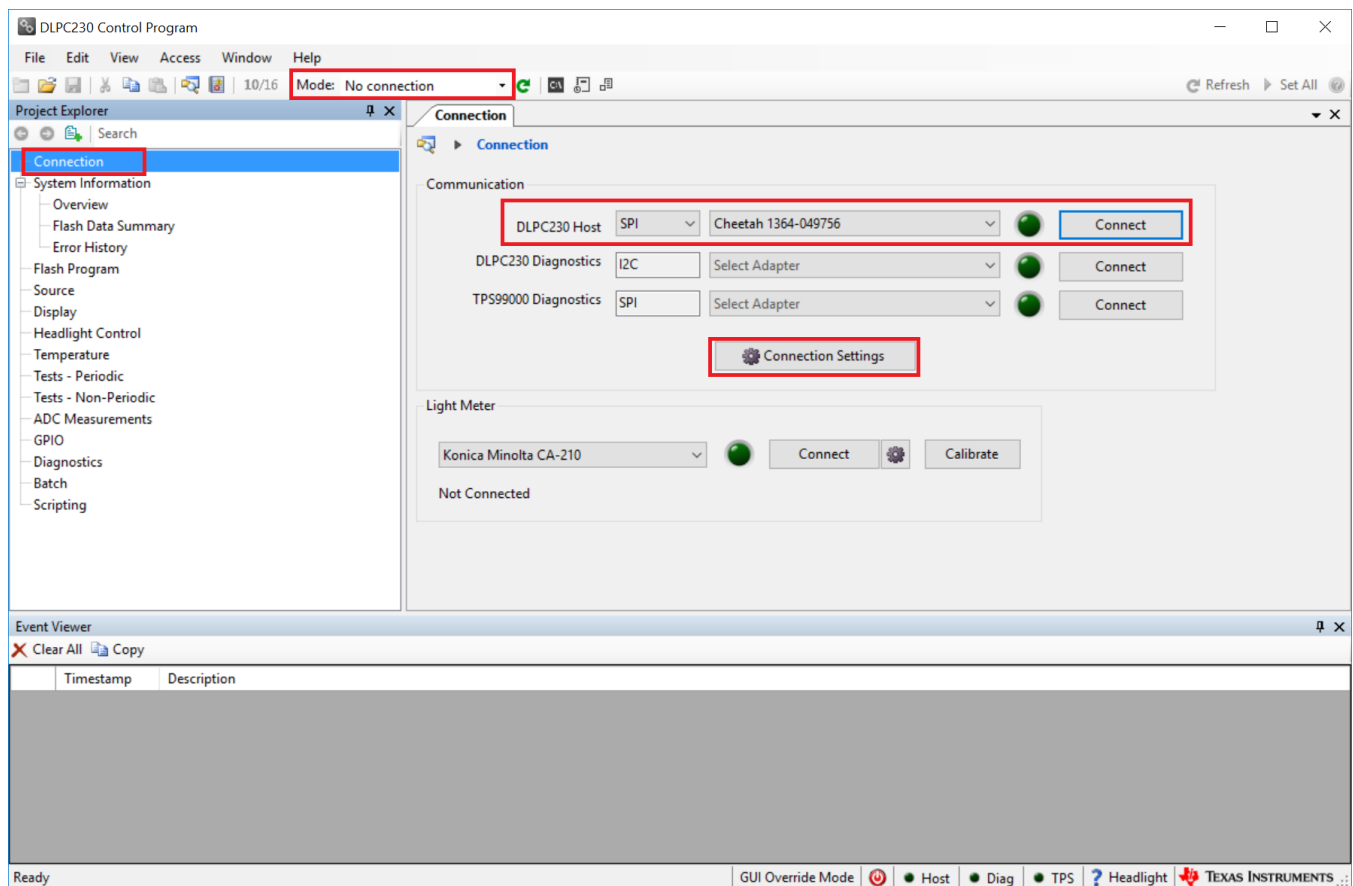 DLPC230 Control Program
File Edit View Access Window Help
10/16 Mode: No connection Refresh Set All
Project Explorer
Search
Connection
System Information
Overview
Flash Data Summary
Error History
Flash Program
Source
Display
Headlight Control
Temperature
Tests - Periodic
Tests - Non-Periodic
ADC Measurements
GPIO
Diagnostics
Batch
Scripting
Connection
Connection
Communication
DLPC230 Host SPI Cheetah 1364-049756 Connect
DLPC230 Diagnostics I2C Select Adapter Connect
TPS99000 Diagnostics SPI Select Adapter Connect
Connection Settings
Light Meter
Konica Minolta CA-210 Connect Calibrate
Not Connected
Event Viewer
Clear All Copy
Timestamp Description
Ready GUI Override Mode Host Diag TPS ? Headlight TEXAS INSTRUMENTS